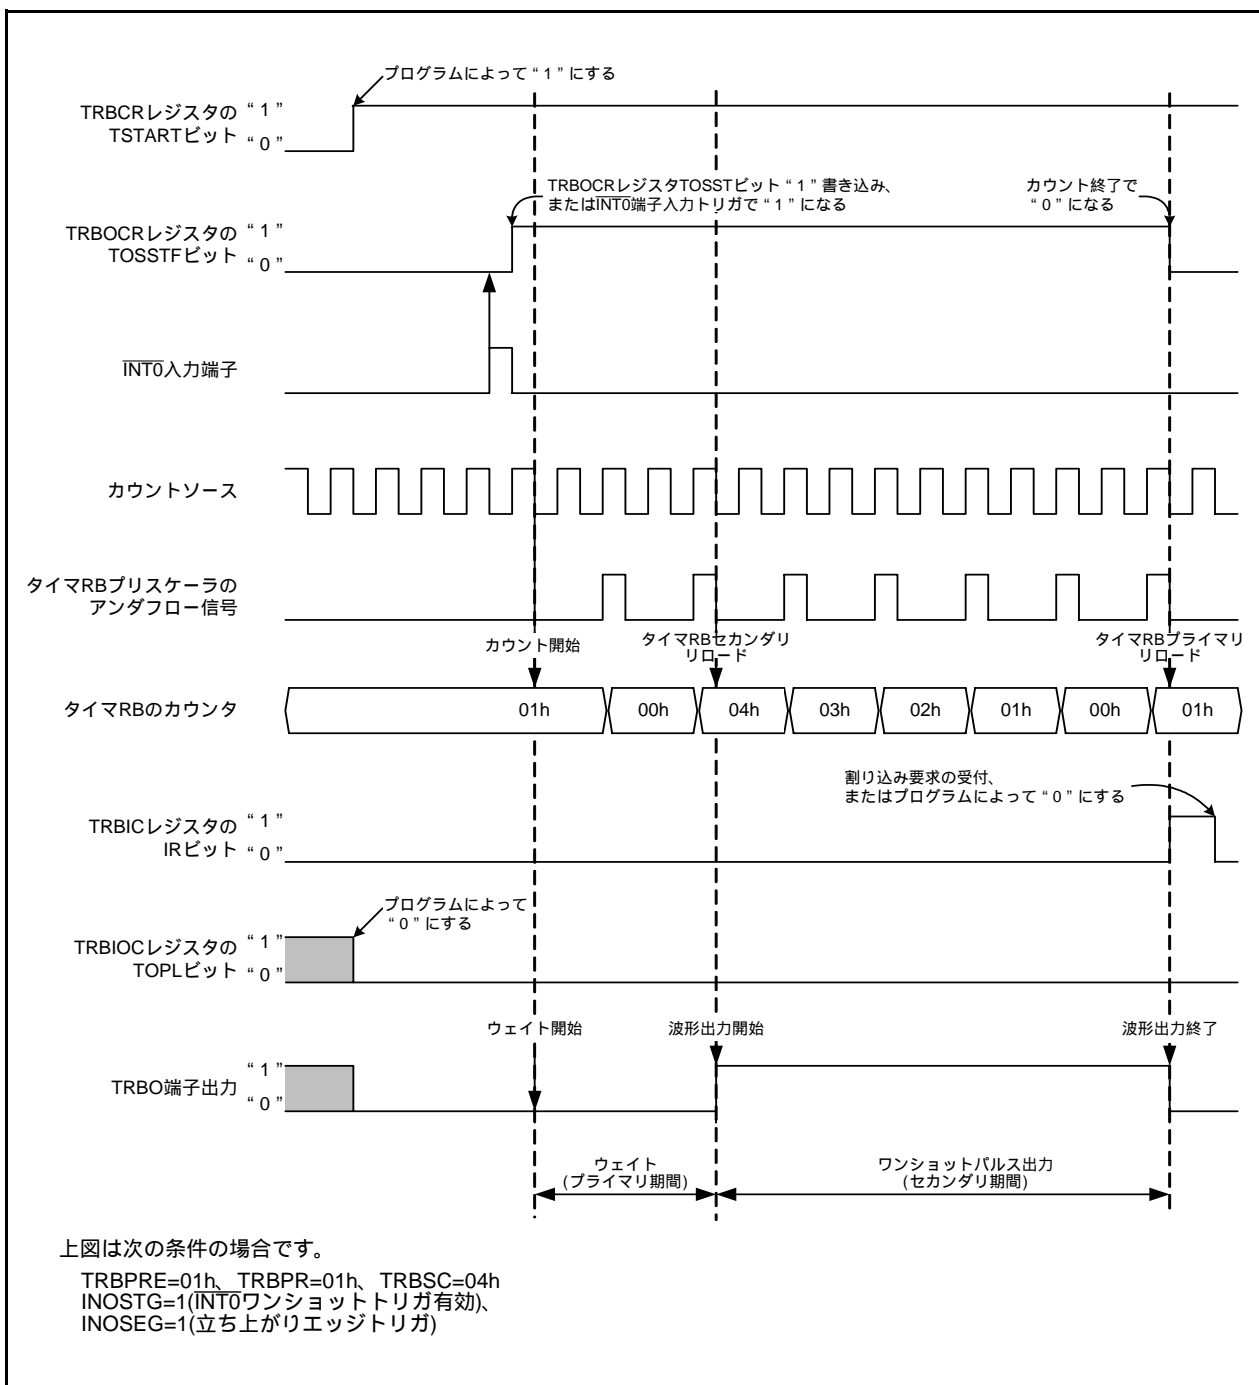 プログラムによって“1”にする
TRBCRレジスタの “1”
TSTARTビット “0”
TRBOCRレジスタTOSSTビット“1”書き込み、
またはINT0端子入力トリガで“1”になる
カウント終了で
“0”になる
TRBOCRレジスタの “1”
TOSSTFビット “0”
INT0入力端子
カウントソース
タイマRBプリスケーラの
アンダフロー信号
カウント開始
タイマRBセカンダリ
リロード
タイマRBプライマリ
リロード
タイマRBのカウンタ
01h 00h 04h 03h 02h 01h 00h 01h
割り込み要求の受付、
またはプログラムによって“0”にする
TRBICレジスタの “1”
IRビット “0”
プログラムによって
“0”にする
TRBIOCレジスタの “1”
TOPLビット “0”
ウェイト開始 波形出力開始 波形出力終了
“1”
TRBO端子出力
“0”
ウェイト
(プライマリ期間)
ワンショットパルス出力
(セカンダリ期間)
上図は次の条件の場合です。
TRBPRE=01h、TRBPR=01h、TRBSC=04h
INOSTG=1(INT0ワンショットトリガ有効)、
INOSEG=1(立ち上がりエッジトリガ)